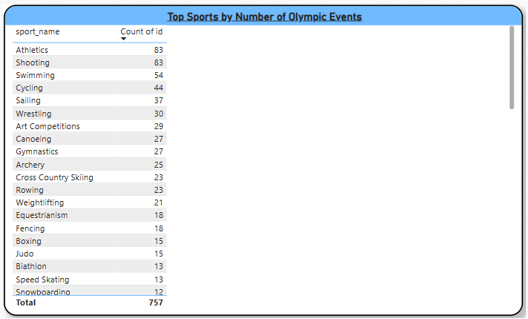 Top Sports by Number of Olympic Events
sport_name Count of id
Athletics 83
Shooting 83
Swimming 54
Cycling 44
Sailing 37
Wrestling 30
Art Competitions 29
Canoeing 27
Gymnastics 27
Archery 25
Cross Country Skiing 23
Rowing 23
Weightlifting 21
Equestrianism 18
Fencing 18
Boxing 15
Judo 15
Biathlon 13
Speed Skating 13
Snowboarding 12
Total 757